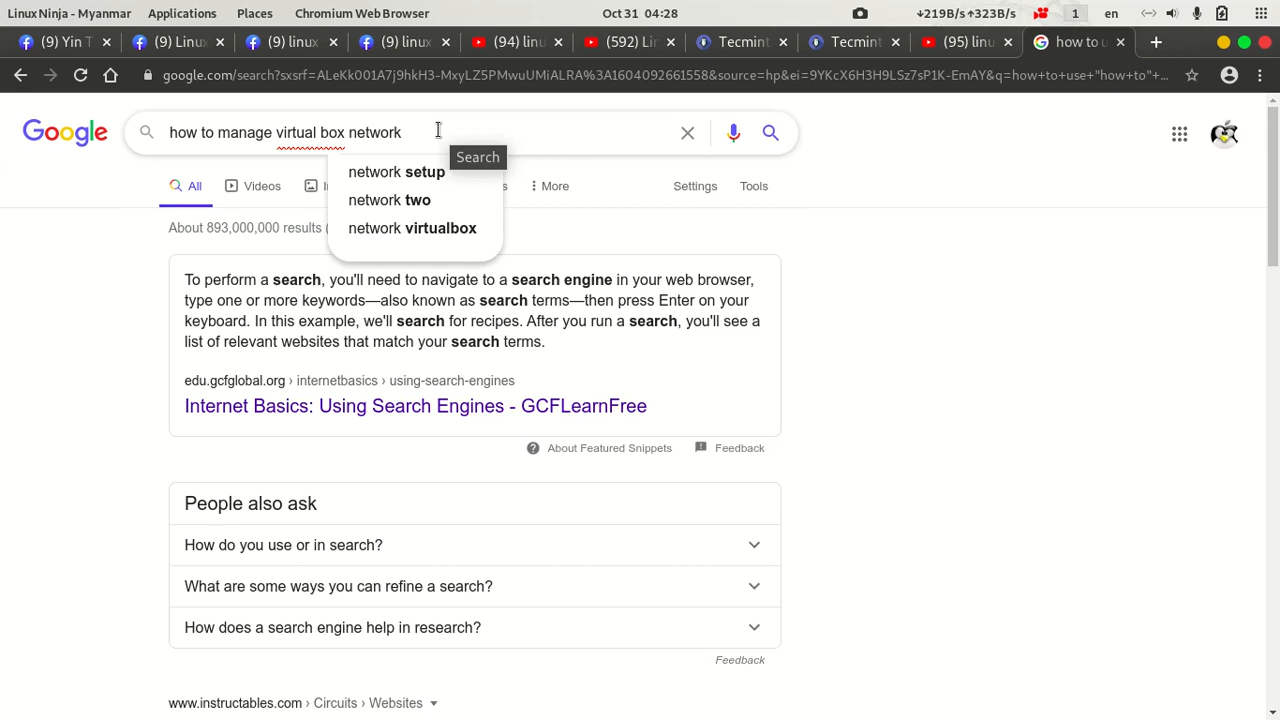 Linux Ninja - Myanmar Applications Places Chromium Web Browser Oct 31 04:28 ↓219B/s ↑323B/s 1 en
(9) Yin T (9) Linux (9) linux (9) linux (94) linu (592) Lin Tecmint Tecmint (95) linu how to u
google.com/search?sxsrf=ALeKk001A7j9hkH3-MxyLZ5PMwuUMiALRA%3A1604092661558&source=hp&ei=9YKcX6H3H9LSz7sP1K-EmAY&q=how+to+use+"how+to"+...
Google how to manage virtual box network
Search
network setup
All Videos More Settings Tools
network two
About 893,000,000 results
network virtualbox
To perform a search, you'll need to navigate to a search engine in your web browser,
type one or more keywords—also known as search terms—then press Enter on your
keyboard. In this example, we'll search for recipes. After you run a search, you'll see a
list of relevant websites that match your search terms.
edu.gcfglobal.org › internetbasics › using-search-engines
Internet Basics: Using Search Engines - GCFLearnFree
About Featured Snippets Feedback
People also ask
How do you use or in search?
What are some ways you can refine a search?
How does a search engine help in research?
Feedback
www.instructables.com › Circuits › Websites